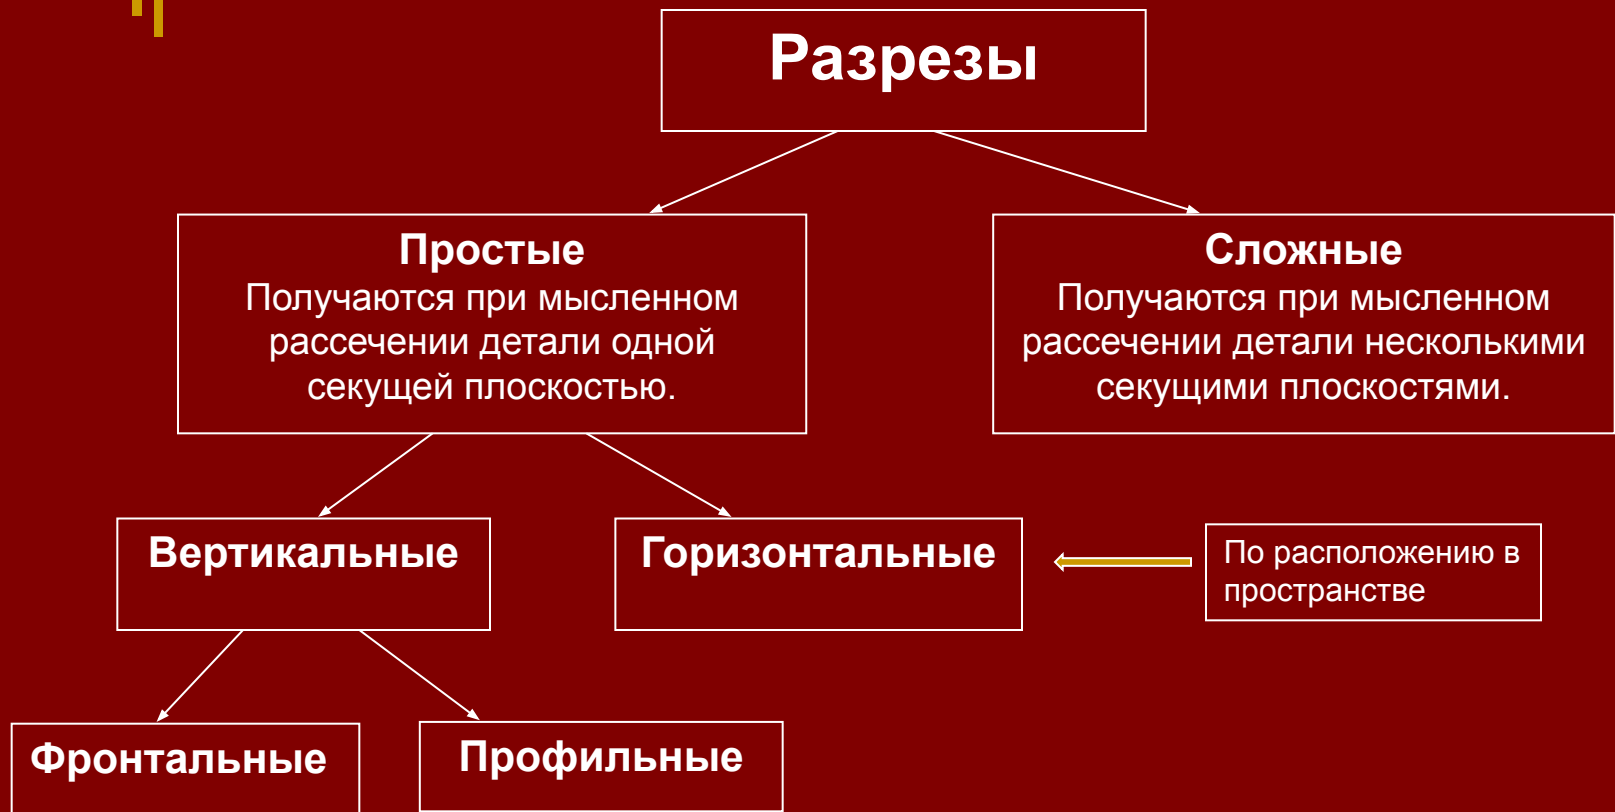 Разрезы
Простые
Получаются при мысленном
рассечении детали одной
секущей плоскостью.
Сложные
Получаются при мысленном
рассечении детали несколькими
секущими плоскостями.
Вертикальные
Горизонтальные
По расположению в
пространстве
Фронтальные
Профильные